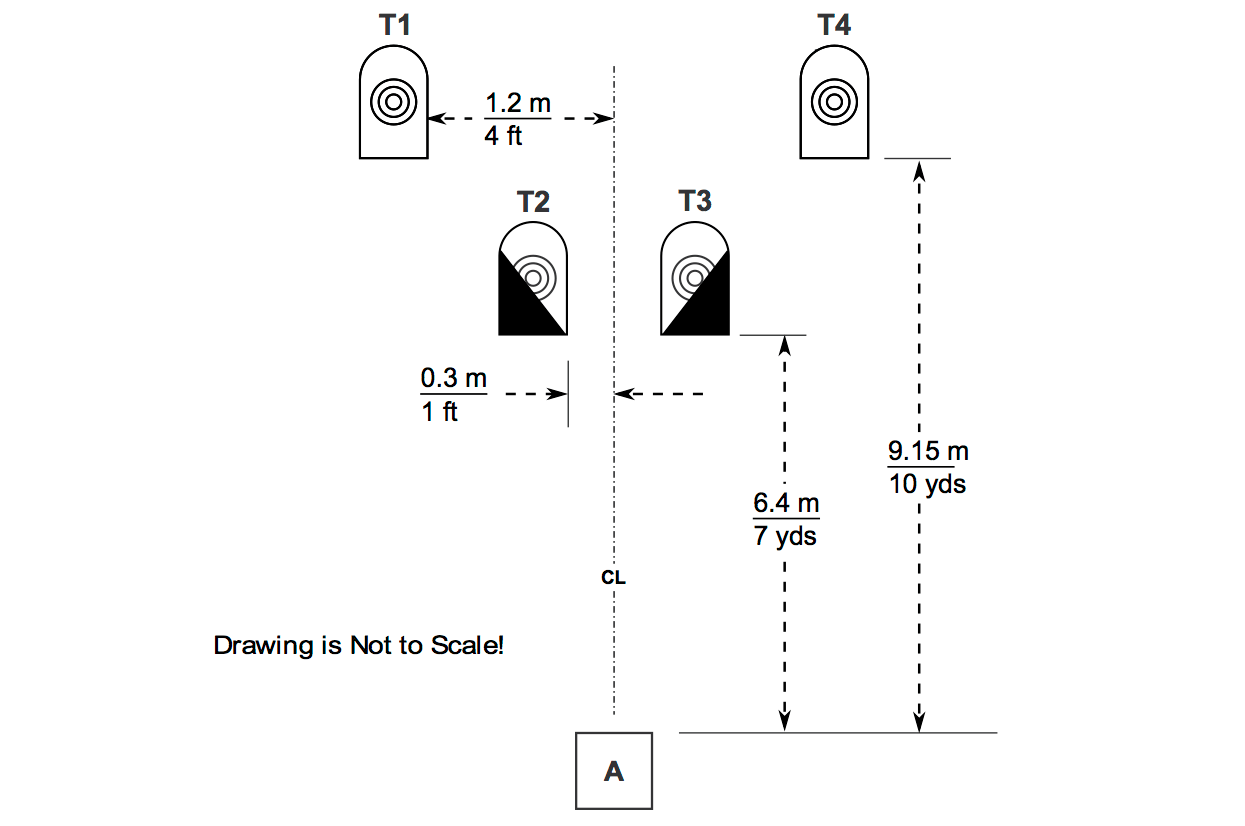 T1
T4
1.2 m
4 ft
T2
T3
0.3 m
1 ft
9.15 m
10 yds
6.4 m
7 yds
CL
Drawing is Not to Scale!
A